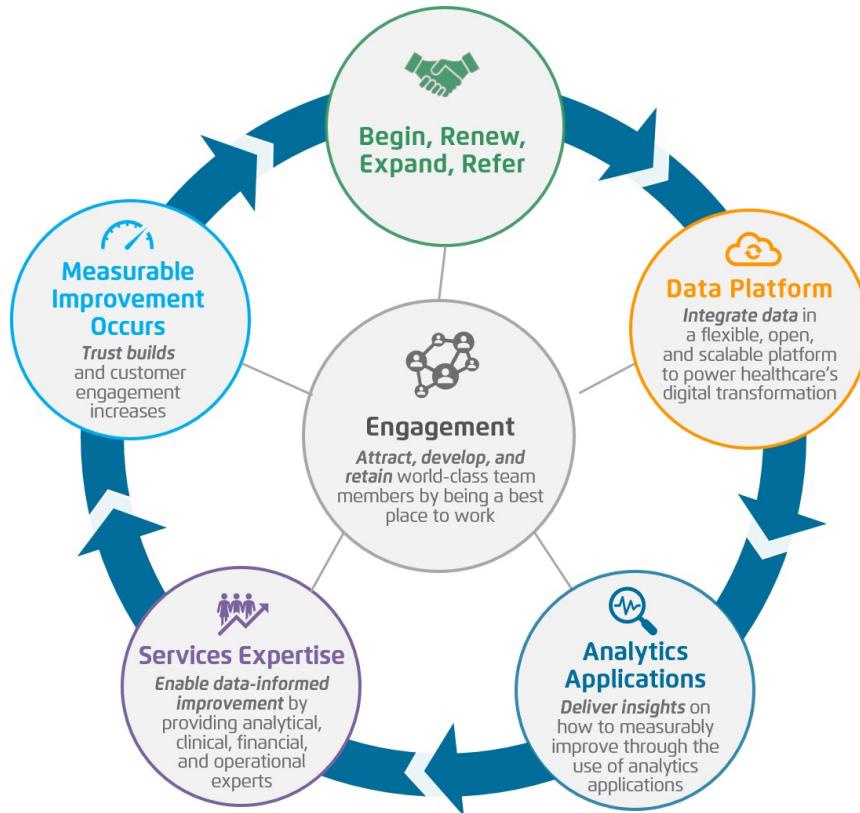 Begin, Renew,
Expand, Refer
Data Platform
Integrate data in
a flexible, open,
and scalable platform
to power healthcare's
digital transformation
Analytics
Applications
Deliver insights on
how to measurably
improve through the
use of analytics
applications
Services Expertise
Enable data-informed
improvement by
providing analytical,
clinical, financial,
and operational
experts
Measurable
Improvement
Occurs
Trust builds
and customer
engagement
increases
Engagement
Attract, develop, and
retain world-class team
members by being a best
place to work